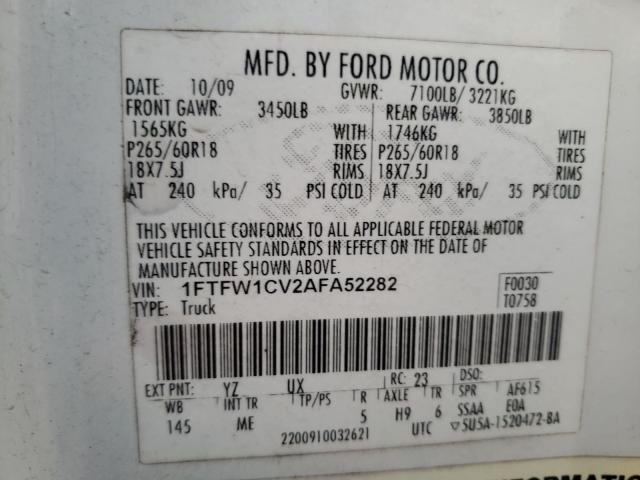 MFD. BY FORD MOTOR CO.
DATE: 10/09 GVWR: 7100LB/ 3221KG
FRONT GAWR: 3450LB REAR GAWR: 3850LB
1565KG WITH 1746KG WITH
P265/60R18 TIRES P265/60R18 TIRES
18X7.5J RIMS 18X7.5J RIMS
AT 240 kPa/ 35 PSI COLD AT 240 kPa/ 35 PSI COLD
THIS VEHICLE CONFORMS TO ALL APPLICABLE FEDERAL MOTOR
VEHICLE SAFETY STANDARDS IN EFFECT ON THE DATE OF
MANUFACTURE SHOWN ABOVE.
VIN: 1FTFW1CV2AFA52282 F0030
TYPE: Truck T0758
EXT PNT: YZ UX RC: 23 DSO:
WB INT TR TP/PS R AXLE TR SPR AF615
145 ME 5 H9 6 SSAA E0A
2200910032621 UTC ▽5U5A-1520472-BA